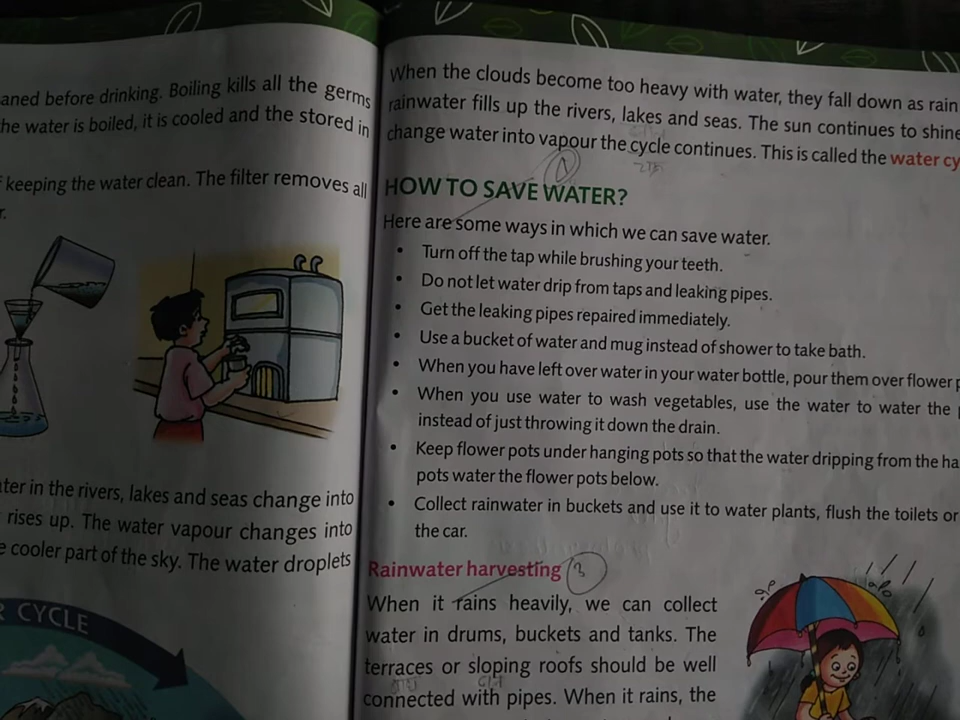 aned before drinking. Boiling kills all the germs
he water is boiled, it is cooled and the stored in
keeping the water clean. The filter removes all
r.
ter in the rivers, lakes and seas change into
rises up. The water vapour changes into
e cooler part of the sky. The water droplets
CYCLE
When the clouds become too heavy with water, they fall down as rain
rainwater fills up the rivers, lakes and seas. The sun continues to shine
change water into vapour the cycle continues. This is called the water cy
1
HOW TO SAVE WATER?
Here are some ways in which we can save water.
• Turn off the tap while brushing your teeth.
• Do not let water drip from taps and leaking pipes.
• Get the leaking pipes repaired immediately.
• Use a bucket of water and mug instead of shower to take bath.
• When you have left over water in your water bottle, pour them over flower p
• When you use water to wash vegetables, use the water to water the
instead of just throwing it down the drain.
• Keep flower pots under hanging pots so that the water dripping from the ha
pots water the flower pots below.
• Collect rainwater in buckets and use it to water plants, flush the toilets or
the car.
Rainwater harvesting 3
When it rains heavily, we can collect
water in drums, buckets and tanks. The
terraces or sloping roofs should be well
connected with pipes. When it rains, the